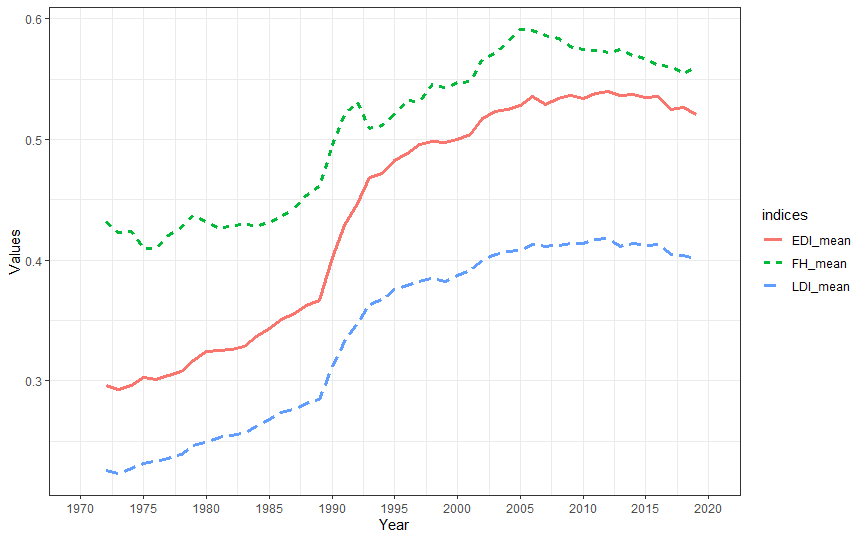 0.6
0.5
0.4
0.3
Values
1970 1975 1980 1985 1990 1995 2000 2005 2010 2015 2020
Year
indices
EDI_mean
FH_mean
LDI_mean